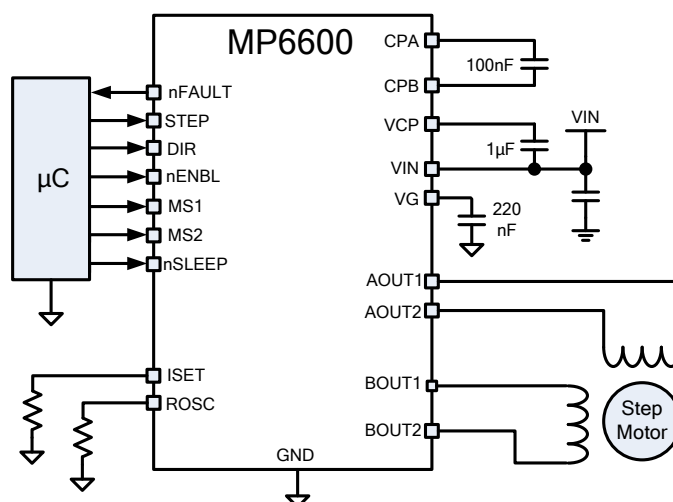 MP6600
CPA
100nF
CPB
nFAULT
STEP
VCP
VIN
DIR
1µF
µC
nENBL
VIN
MS1
VG
220
nF
MS2
nSLEEP
AOUT1
AOUT2
ISET
BOUT1
ROSC
Step
Motor
BOUT2
GND